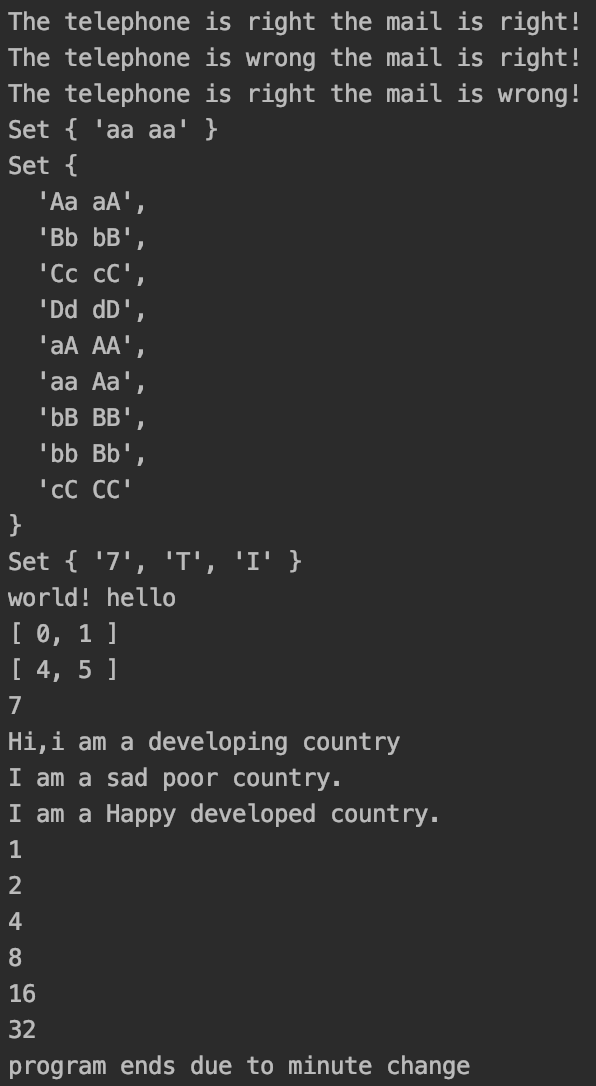 The telephone is right the mail is right!
The telephone is wrong the mail is right!
The telephone is right the mail is wrong!
Set { 'aa aa' }
Set {
  'Aa aA',
  'Bb bB',
  'Cc cC',
  'Dd dD',
  'aA AA',
  'aa Aa',
  'bB BB',
  'bb Bb',
  'cC CC'
}
Set { '7', 'T', 'I' }
world! hello
[ 0, 1 ]
[ 4, 5 ]
7
Hi,i am a developing country
I am a sad poor country.
I am a Happy developed country.
1
2
4
8
16
32
program ends due to minute change